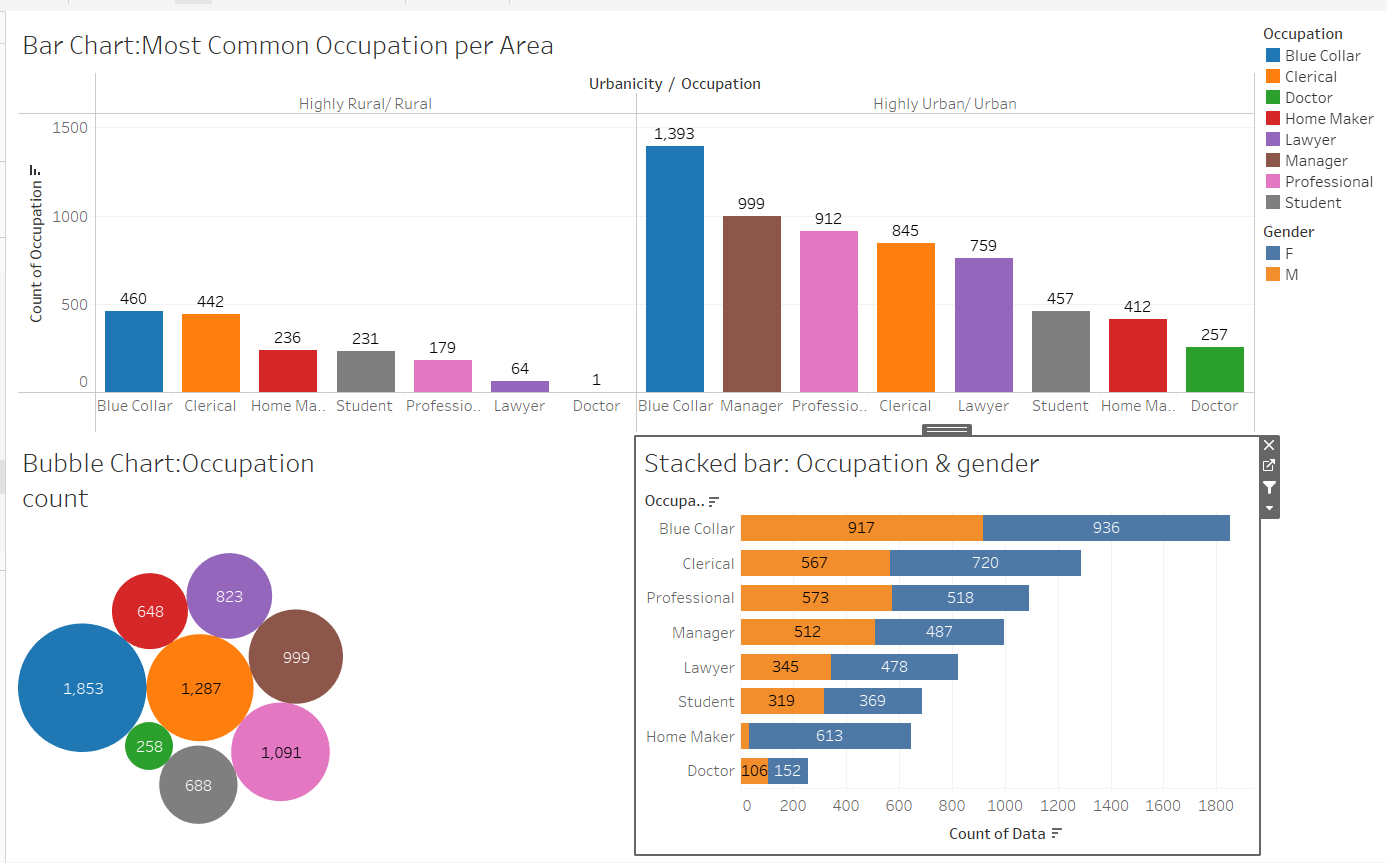 Bar Chart:Most Common Occupation per Area
Urbanicity / Occupation
Highly Rural/ Rural
Highly Urban/ Urban
Count of Occupation
1500
1000
500
0
460
442
236
231
179
64
1
1,393
999
912
845
759
457
412
257
Blue Collar Clerical Home Ma.. Student Professio.. Lawyer Doctor
Blue Collar Manager Professio.. Clerical Lawyer Student Home Ma.. Doctor
Occupation
Blue Collar
Clerical
Doctor
Home Maker
Lawyer
Manager
Professional
Student
Gender
F
M
Bubble Chart:Occupation
count
823
648
999
1,853
1,287
258
1,091
688
Stacked bar: Occupation & gender
Occupa..
Blue Collar 917 936
Clerical 567 720
Professional 573 518
Manager 512 487
Lawyer 345 478
Student 319 369
Home Maker 613
Doctor 106 152
0 200 400 600 800 1000 1200 1400 1600 1800
Count of Data